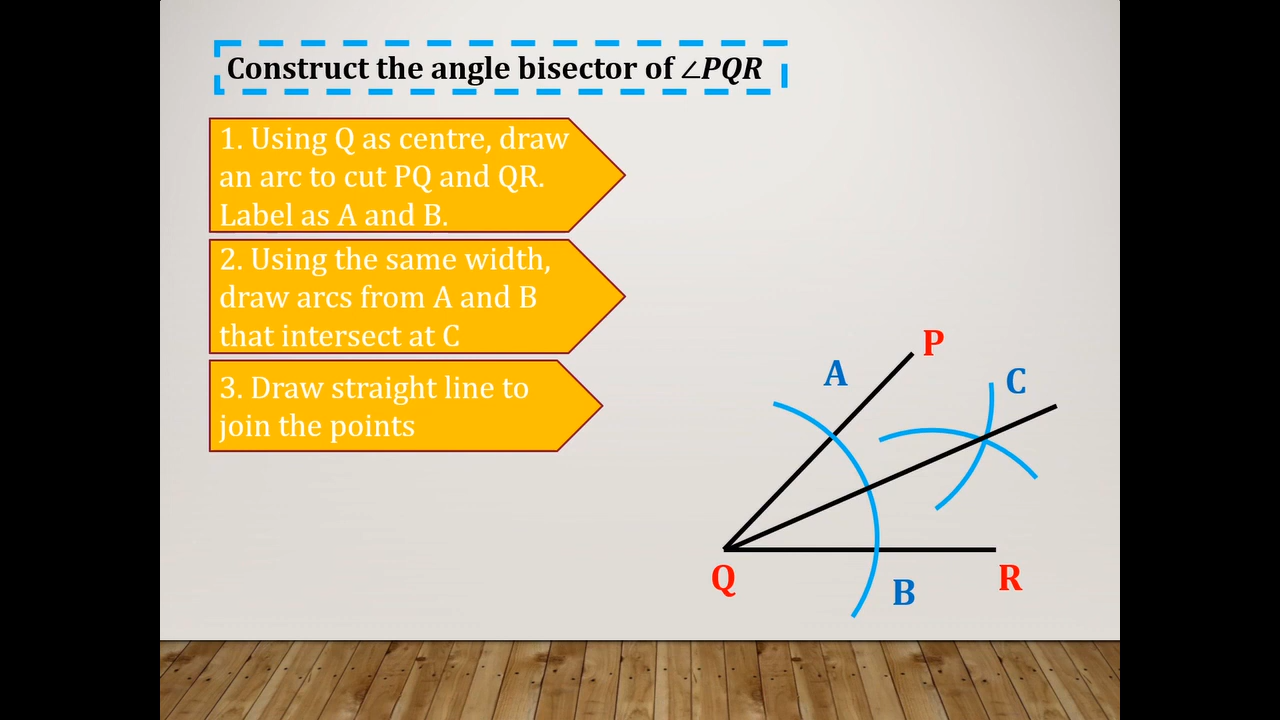 Construct the angle bisector of ∠PQR
1. Using Q as centre, draw
an arc to cut PQ and QR.
Label as A and B.
2. Using the same width,
draw arcs from A and B
that intersect at C
3. Draw straight line to
join the points
P
A
C
Q
B
R